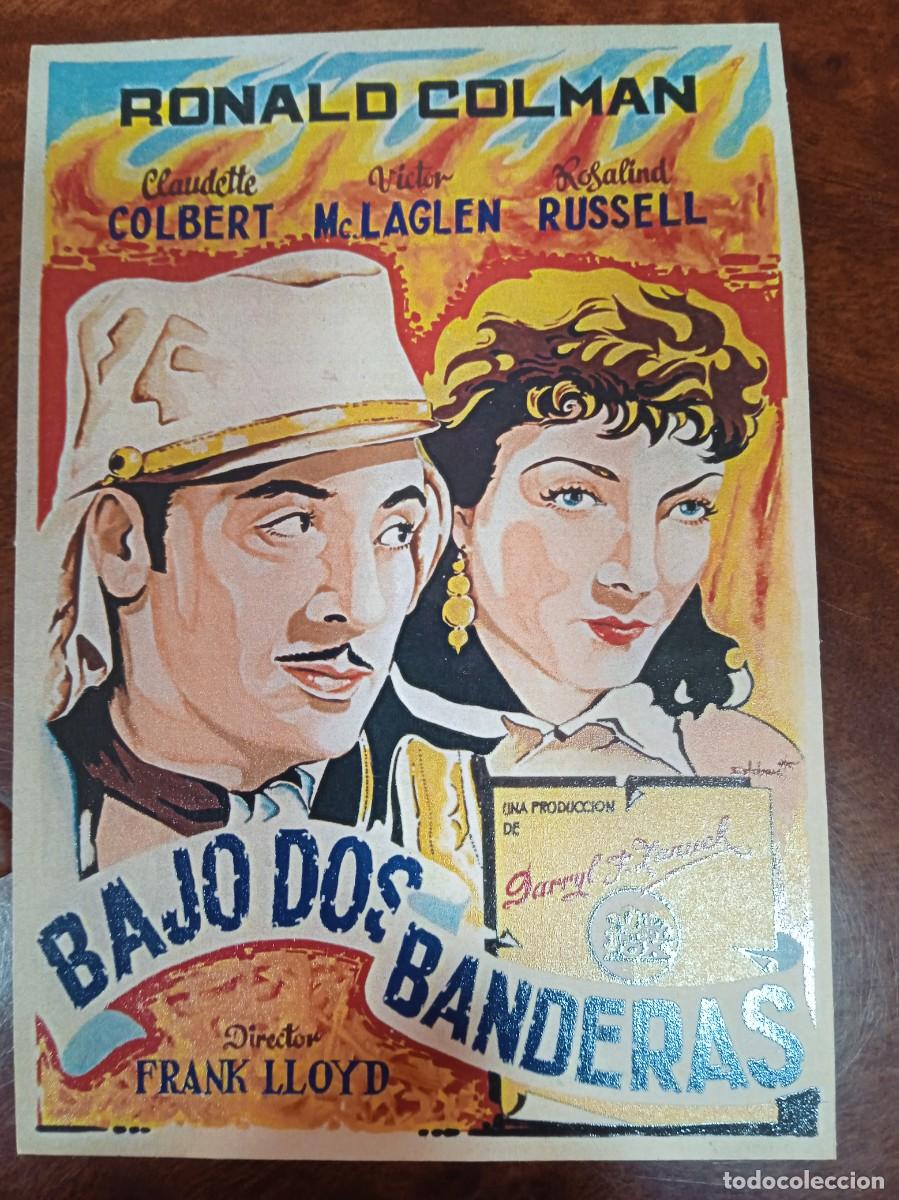 RONALD COLMAN
Claudette Victor Rosalind
COLBERT Mc.LAGLEN RUSSELL
UNA PRODUCCION
DE
Darryl F. Zanuck
BAJO DOS BANDERAS
Director
FRANK LLOYD
todocoleccion